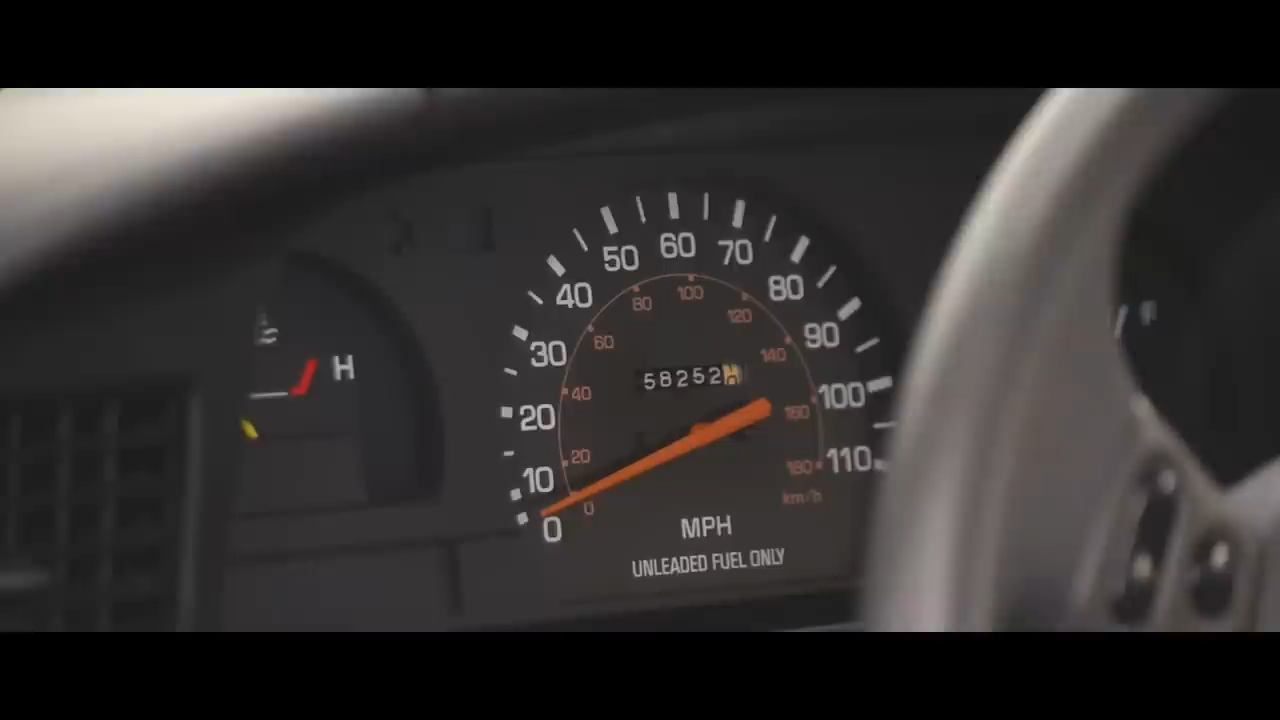 50 60 70
40 80
80 100 120
30 60 140 90
H
58252
20 40 160 100
10 20 180 110
0 0 km/h
MPH
UNLEADED FUEL ONLY